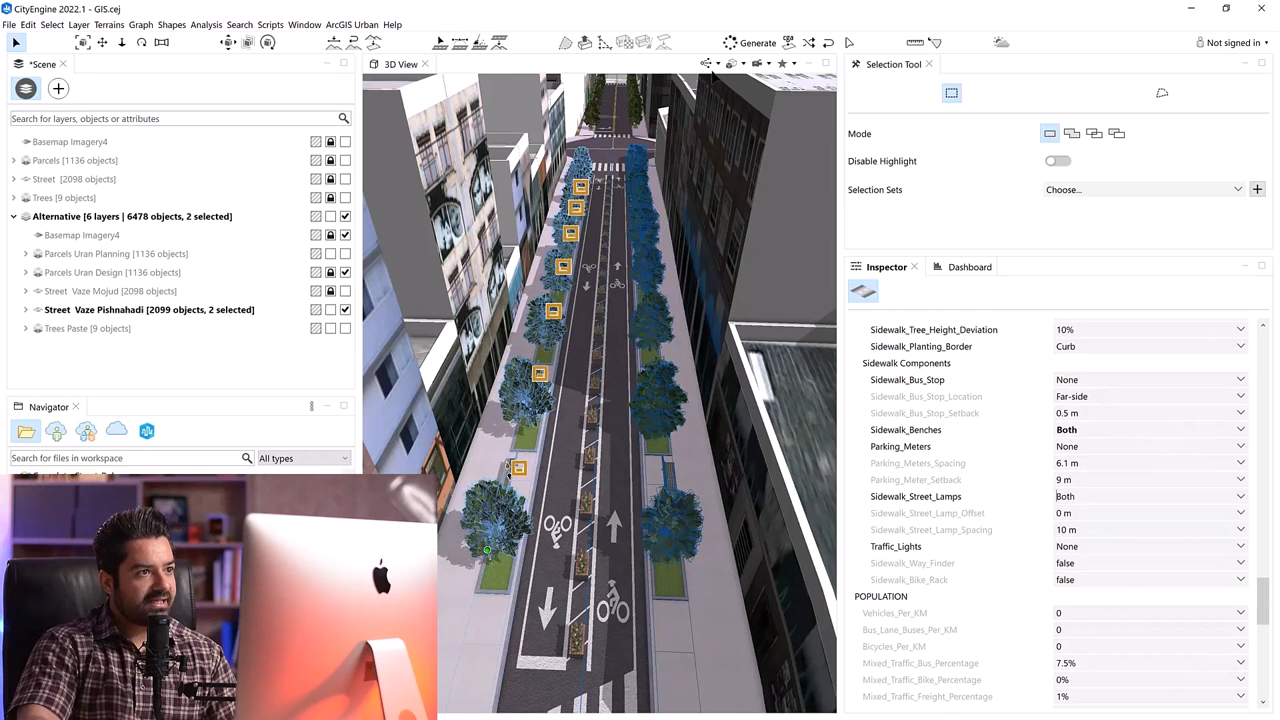 CityEngine 2022.1 - GIS.cej
File Edit Select Layer Terrains Graph Shapes Analysis Search Scripts Window ArcGIS Urban Help
Generate
Not signed in
*Scene
Search for layers, objects or attributes
Basemap Imagery4
Parcels [1136 objects]
Street [2098 objects]
Trees [9 objects]
Alternative [6 layers | 6478 objects, 2 selected]
Basemap Imagery4
Parcels Uran Planning [1136 objects]
Parcels Uran Design [1136 objects]
Street Vaze Mojud [2098 objects]
Street Vaze Pishnahadi [2099 objects, 2 selected]
Trees Paste [9 objects]
Navigator
Search for files in workspace
All types
3D View
Selection Tool
Mode
Disable Highlight
Selection Sets Choose...
Inspector
Dashboard
Sidewalk_Tree_Height_Deviation 10%
Sidewalk_Planting_Border Curb
Sidewalk Components
Sidewalk_Bus_Stop None
Sidewalk_Bus_Stop_Location Far-side
Sidewalk_Bus_Stop_Setback 0.5 m
Sidewalk_Benches Both
Parking_Meters None
Parking_Meters_Spacing 6.1 m
Parking_Meter_Setback 9 m
Sidewalk_Street_Lamps Both
Sidewalk_Street_Lamp_Offset 0 m
Sidewalk_Street_Lamp_Spacing 10 m
Traffic_Lights None
Sidewalk_Way_Finder false
Sidewalk_Bike_Rack false
POPULATION
Vehicles_Per_KM 0
Bus_Lane_Buses_Per_KM 0
Bicycles_Per_KM 0
Mixed_Traffic_Bus_Percentage 7.5%
Mixed_Traffic_Bike_Percentage 0%
Mixed_Traffic_Freight_Percentage 1%